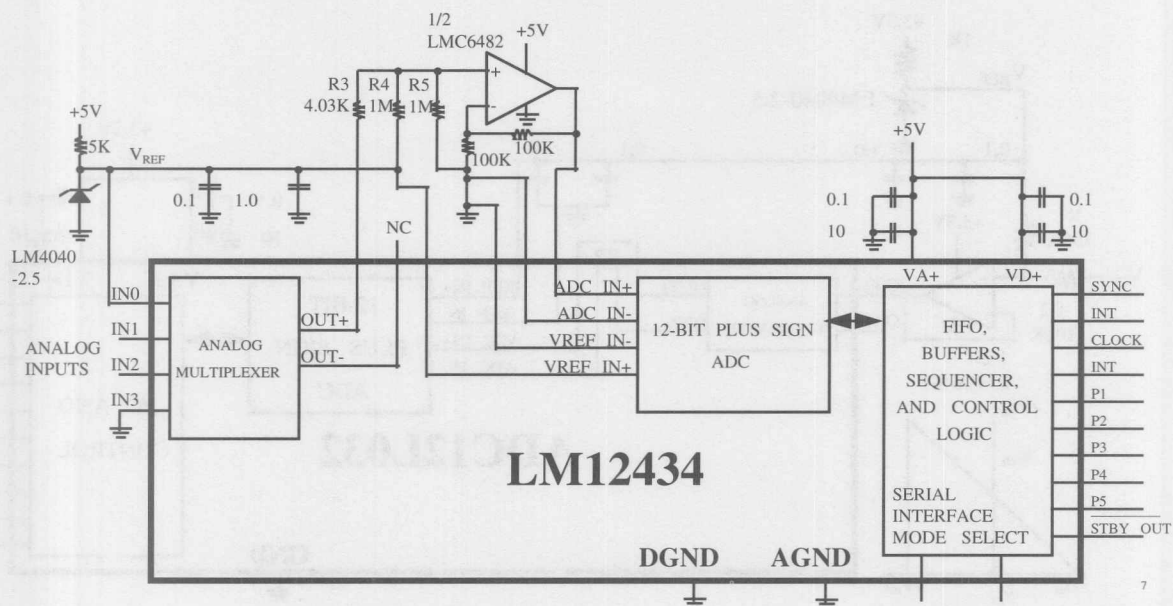 1/2
LMC6482
+5V
R3
4.03K
R4
1M
R5
1M
+
-
100K
100K
+5V
5K
VREF
0.1
1.0
NC
LM4040
-2.5
+5V
0.1
10
0.1
10
VA+
VD+
IN0
IN1
IN2
IN3
ANALOG
INPUTS
ANALOG
MULTIPLEXER
OUT+
OUT-
ADC IN+
ADC IN-
VREF IN-
VREF IN+
12-BIT PLUS SIGN
ADC
FIFO,
BUFFERS,
SEQUENCER,
AND CONTROL
LOGIC
SERIAL
INTERFACE
MODE SELECT
SYNC
INT
CLOCK
INT
P1
P2
P3
P4
P5
STBY OUT
LM12434
DGND
AGND
7